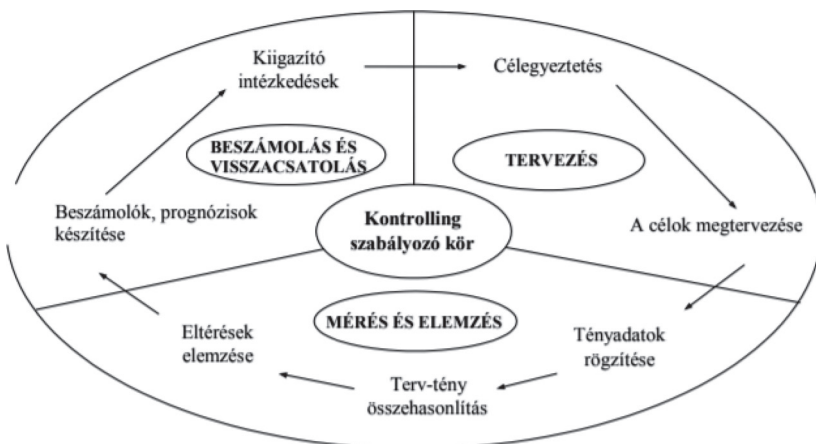 Kiigazító
intézkedések
Célegyeztetés
BESZÁMOLÁS ÉS
VISSZACSATOLÁS
TERVEZÉS
Beszámolók, prognózisok
készítése
Kontrolling
szabályozó kör
A célok megtervezése
MÉRÉS ÉS ELEMZÉS
Eltérések
elemzése
Tényadatok
rögzítése
Terv-tény
összehasonlítás